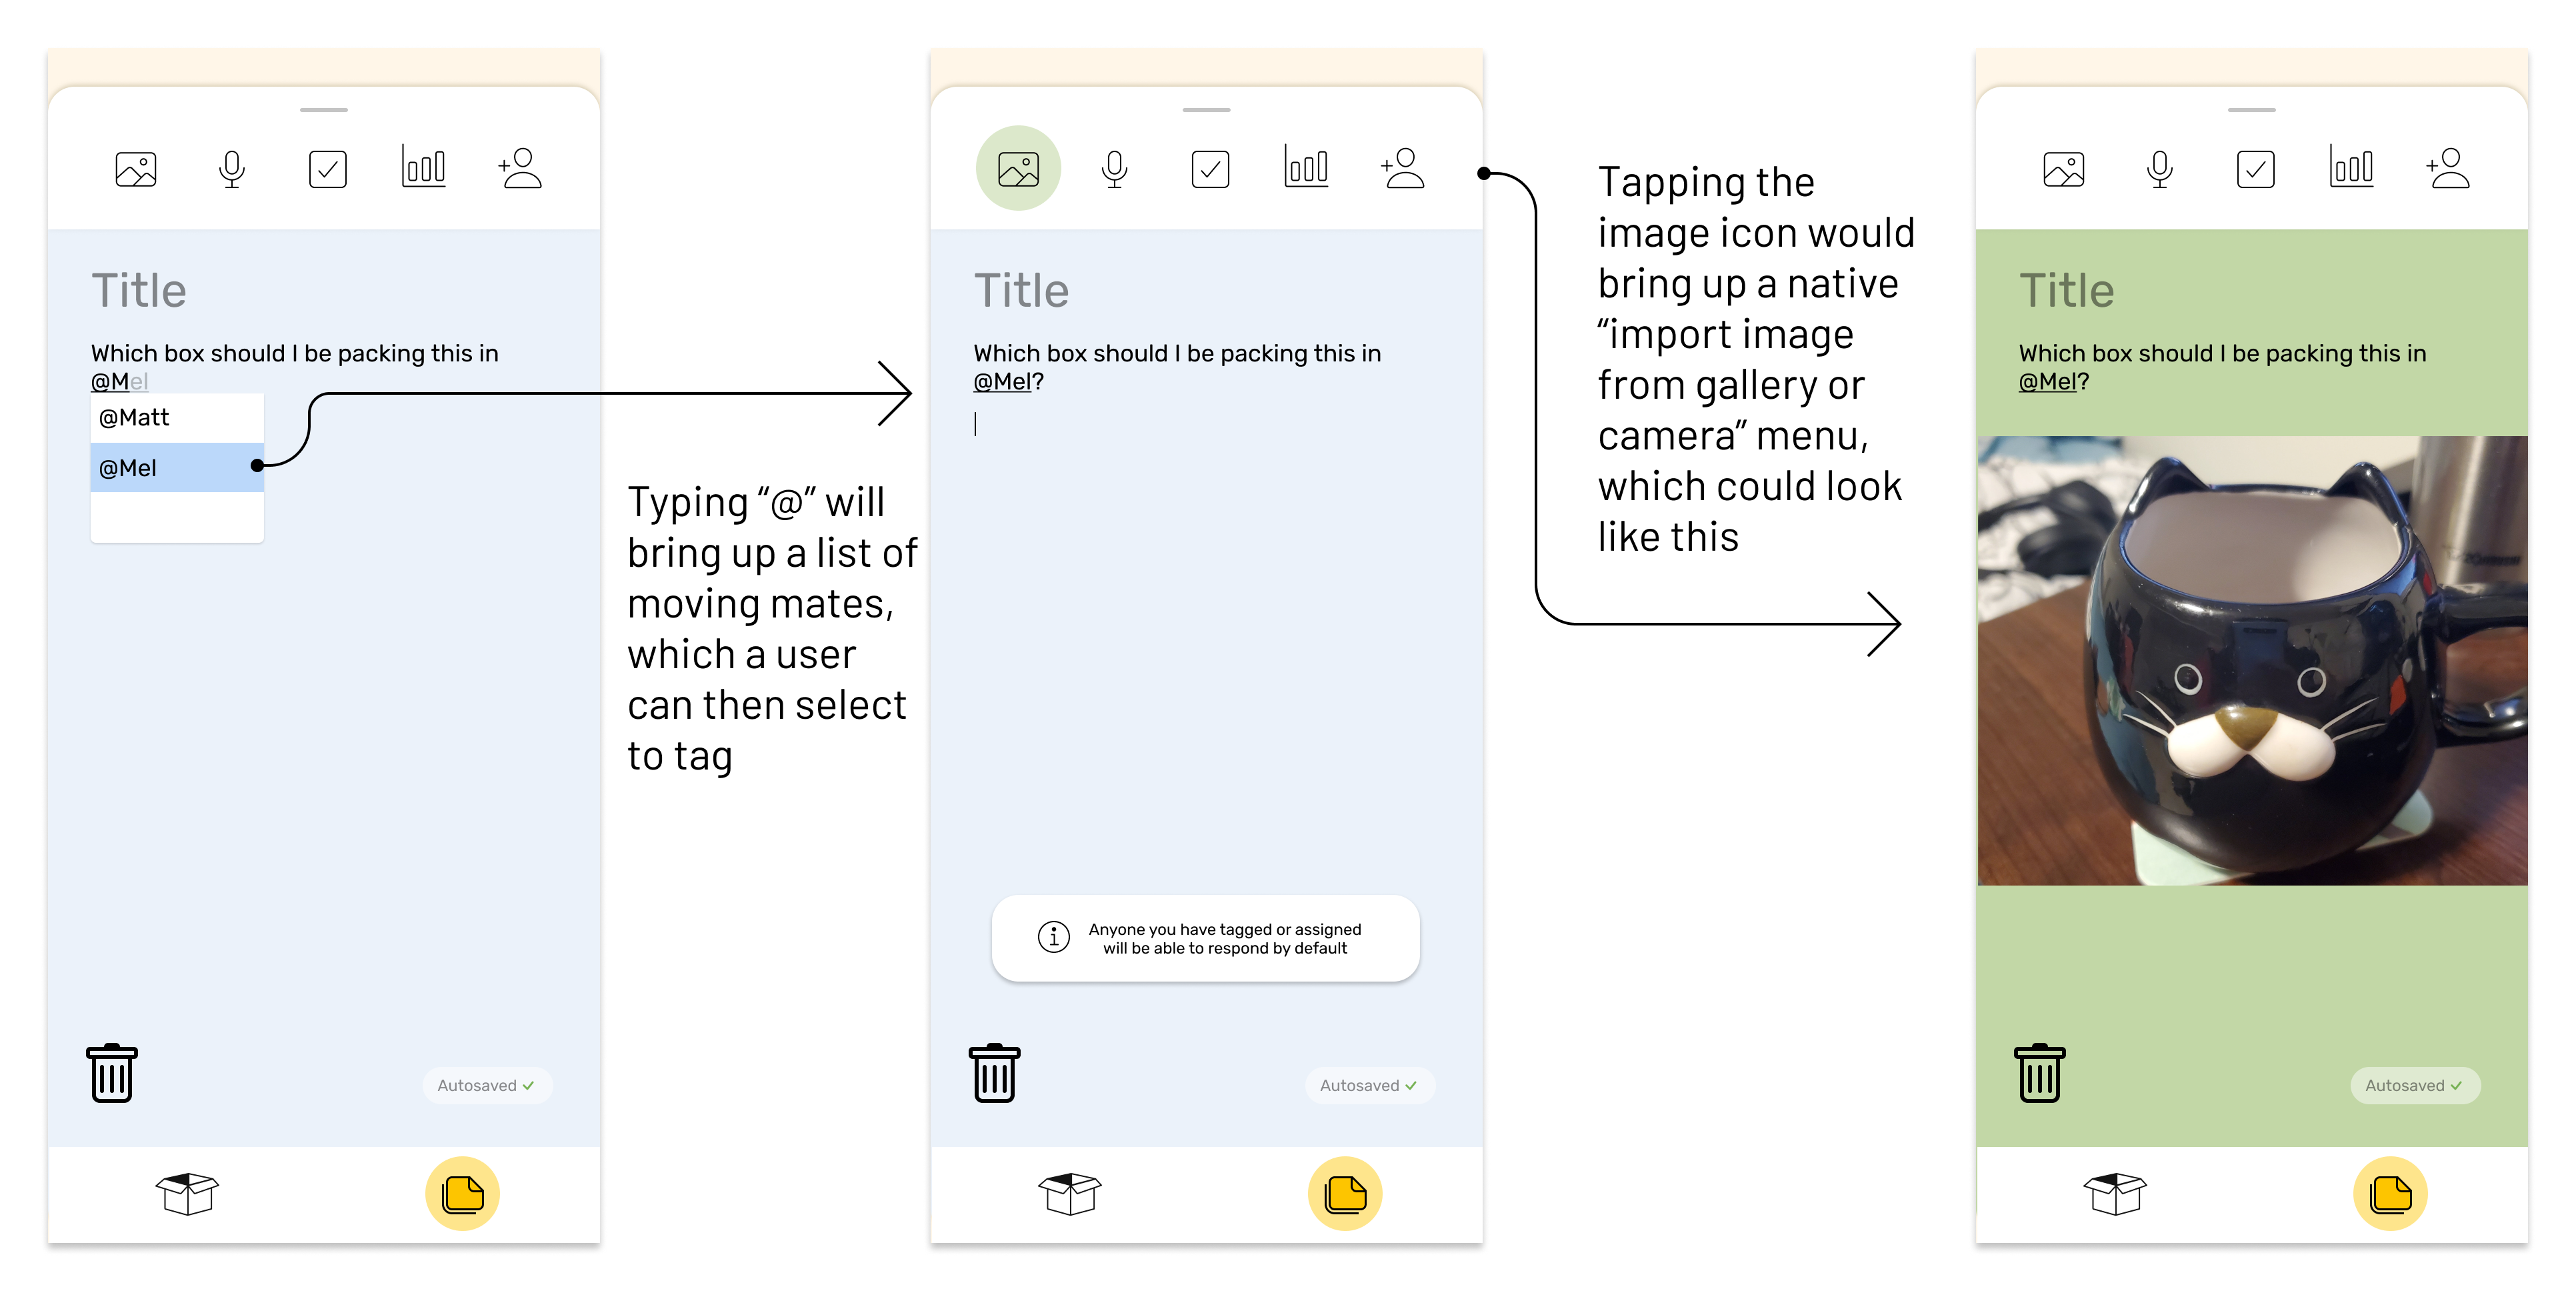 Title
Which box should I be packing this in
@Mel
@Matt
@Mel
Typing “@” will
bring up a list of
moving mates,
which a user
can then select
to tag
Autosaved
Title
Which box should I be packing this in
@Mel?
Anyone you have tagged or assigned
will be able to respond by default
Autosaved
Tapping the
image icon would
bring up a native
“import image
from gallery or
camera” menu,
which could look
like this
Title
Which box should I be packing this in
@Mel?
Autosaved